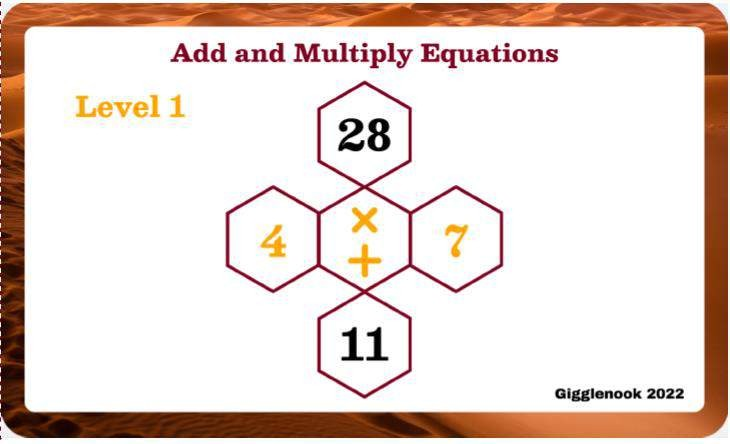 Add and Multiply Equations
Level 1
28
4 × 7
+
11
Gigglenook 2022